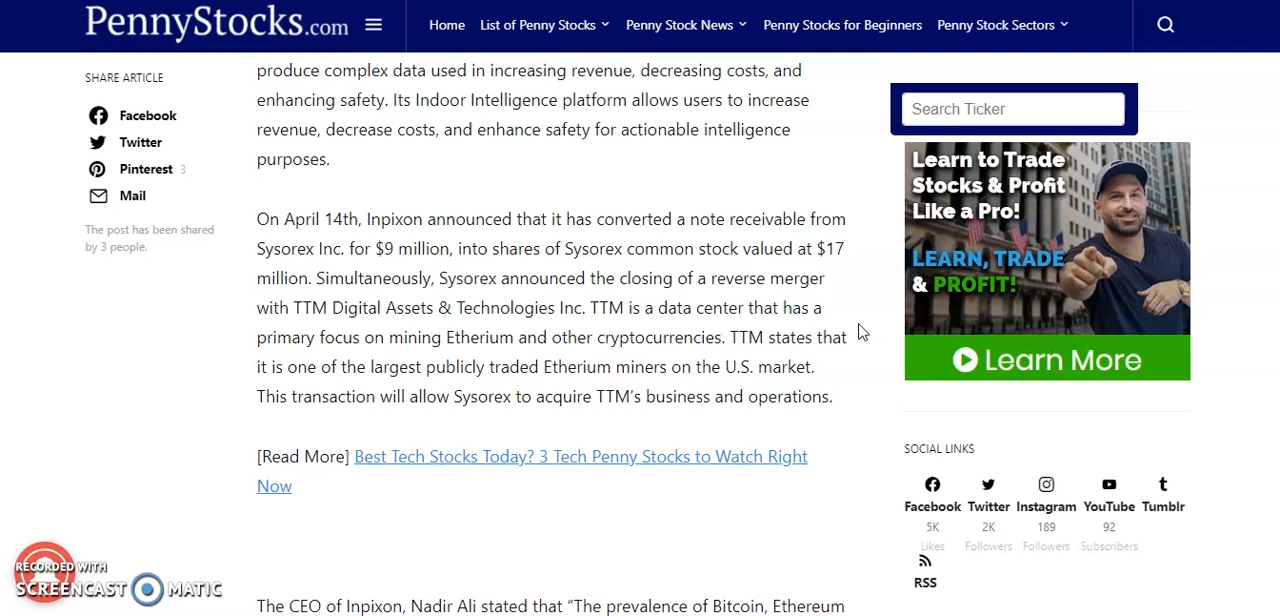 PennyStocks.com
Home
List of Penny Stocks
Penny Stock News
Penny Stocks for Beginners
Penny Stock Sectors
SHARE ARTICLE
Facebook
Twitter
Pinterest 3
Mail
The post has been shared
by 3 people.
produce complex data used in increasing revenue, decreasing costs, and
enhancing safety. Its Indoor Intelligence platform allows users to increase
revenue, decrease costs, and enhance safety for actionable intelligence
purposes.
On April 14th, Inpixon announced that it has converted a note receivable from
Sysorex Inc. for $9 million, into shares of Sysorex common stock valued at $17
million. Simultaneously, Sysorex announced the closing of a reverse merger
with TTM Digital Assets & Technologies Inc. TTM is a data center that has a
primary focus on mining Etherium and other cryptocurrencies. TTM states that
it is one of the largest publicly traded Etherium miners on the U.S. market.
This transaction will allow Sysorex to acquire TTM's business and operations.
[Read More] Best Tech Stocks Today? 3 Tech Penny Stocks to Watch Right
Now
The CEO of Inpixon, Nadir Ali stated that “The prevalence of Bitcoin, Ethereum
Search Ticker
Learn to Trade
Stocks & Profit
Like a Pro!
LEARN, TRADE
& PROFIT!
Learn More
SOCIAL LINKS
Facebook Twitter Instagram YouTube Tumblr
5K 2K 189 92
Likes Followers Followers Subscribers
RSS
RECORDED WITH
SCREENCAST MATIC